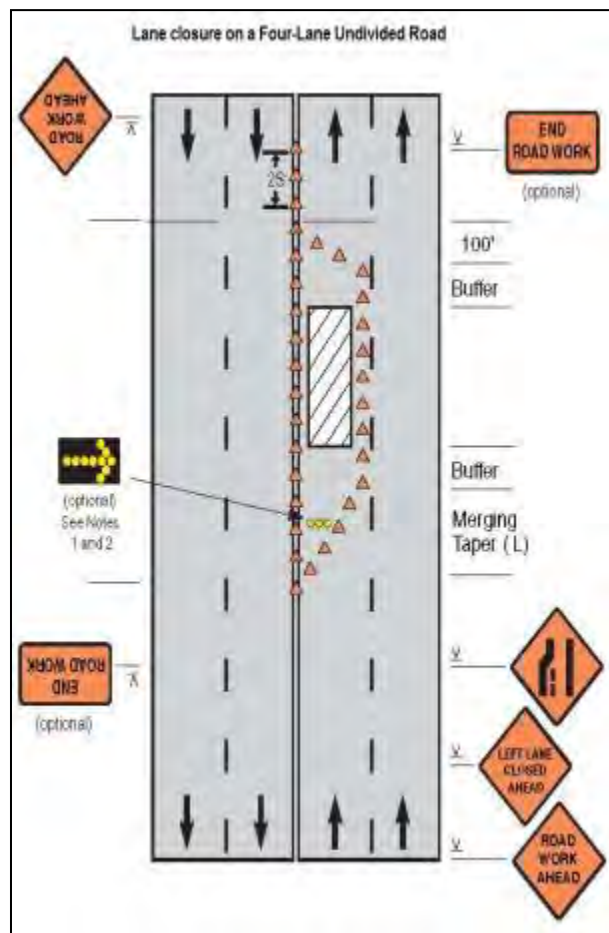 Lane closure on a Four-Lane Undivided Road
ROAD
WORK
AHEAD
END
ROAD WORK
(optional)
2S
100'
Buffer
Buffer
(optional)
See Notes
1 and 2
Merging
Taper (L)
END
ROAD WORK
(optional)
LEFT LANE
CLOSED
AHEAD
ROAD
WORK
AHEAD